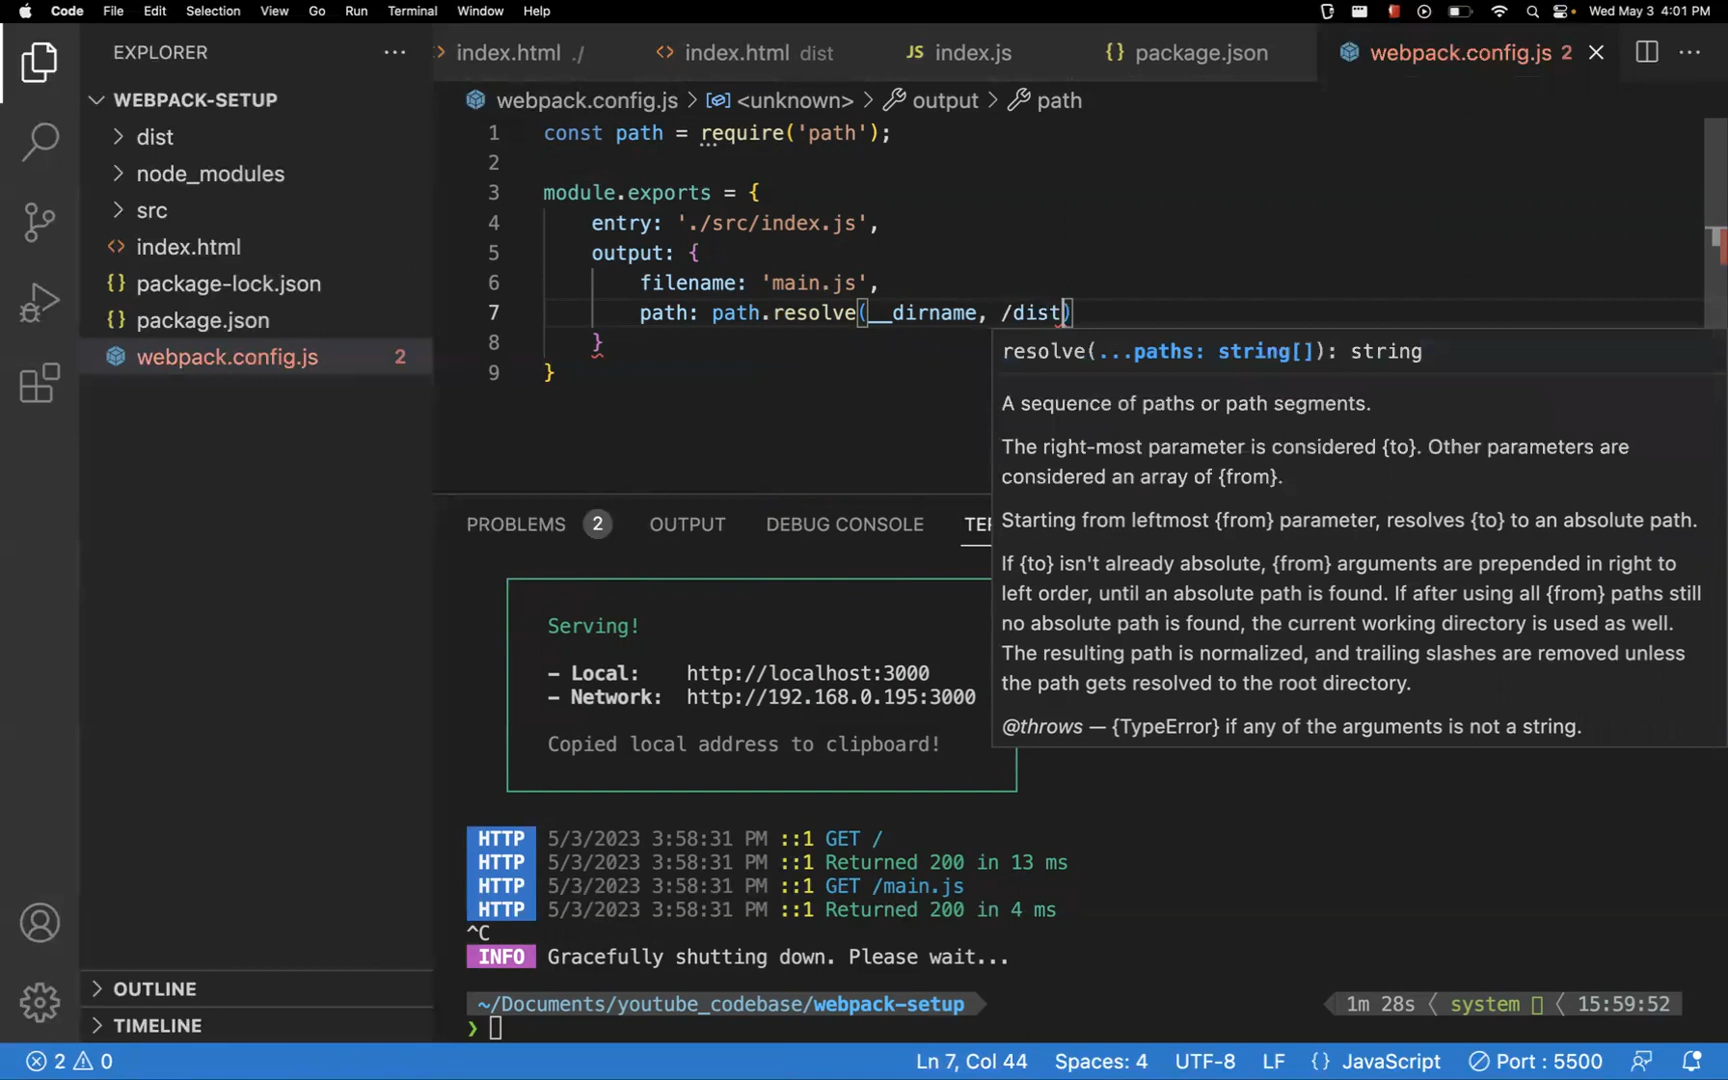 Code File Edit Selection View Go Run Terminal Window Help Wed May 3 4:01 PM
EXPLORER
index.html ./ index.html dist JS index.js {} package.json webpack.config.js 2
WEBPACK-SETUP
dist
node_modules
src
index.html
{} package-lock.json
{} package.json
webpack.config.js 2
webpack.config.js > <unknown> > output > path
1 const path = require('path');
2
3 module.exports = {
4 entry: './src/index.js',
5 output: {
6 filename: 'main.js',
7 path: path.resolve(__dirname, /dist)
8 }
9 }
resolve(...paths: string[]): string
A sequence of paths or path segments.
The right-most parameter is considered {to}. Other parameters are
considered an array of {from}.
Starting from leftmost {from} parameter, resolves {to} to an absolute path.
If {to} isn't already absolute, {from} arguments are prepended in right to
left order, until an absolute path is found. If after using all {from} paths still
no absolute path is found, the current working directory is used as well.
The resulting path is normalized, and trailing slashes are removed unless
the path gets resolved to the root directory.
@throws — {TypeError} if any of the arguments is not a string.
PROBLEMS 2 OUTPUT DEBUG CONSOLE TER
Serving!
– Local: http://localhost:3000
– Network: http://192.168.0.195:3000
Copied local address to clipboard!
HTTP 5/3/2023 3:58:31 PM ::1 GET /
HTTP 5/3/2023 3:58:31 PM ::1 Returned 200 in 13 ms
HTTP 5/3/2023 3:58:31 PM ::1 GET /main.js
HTTP 5/3/2023 3:58:31 PM ::1 Returned 200 in 4 ms
^C
INFO Gracefully shutting down. Please wait...
~/Documents/youtube_codebase/webpack-setup 1m 28s system 15:59:52
❯
OUTLINE
TIMELINE
2 0 Ln 7, Col 44 Spaces: 4 UTF-8 LF {} JavaScript Port : 5500